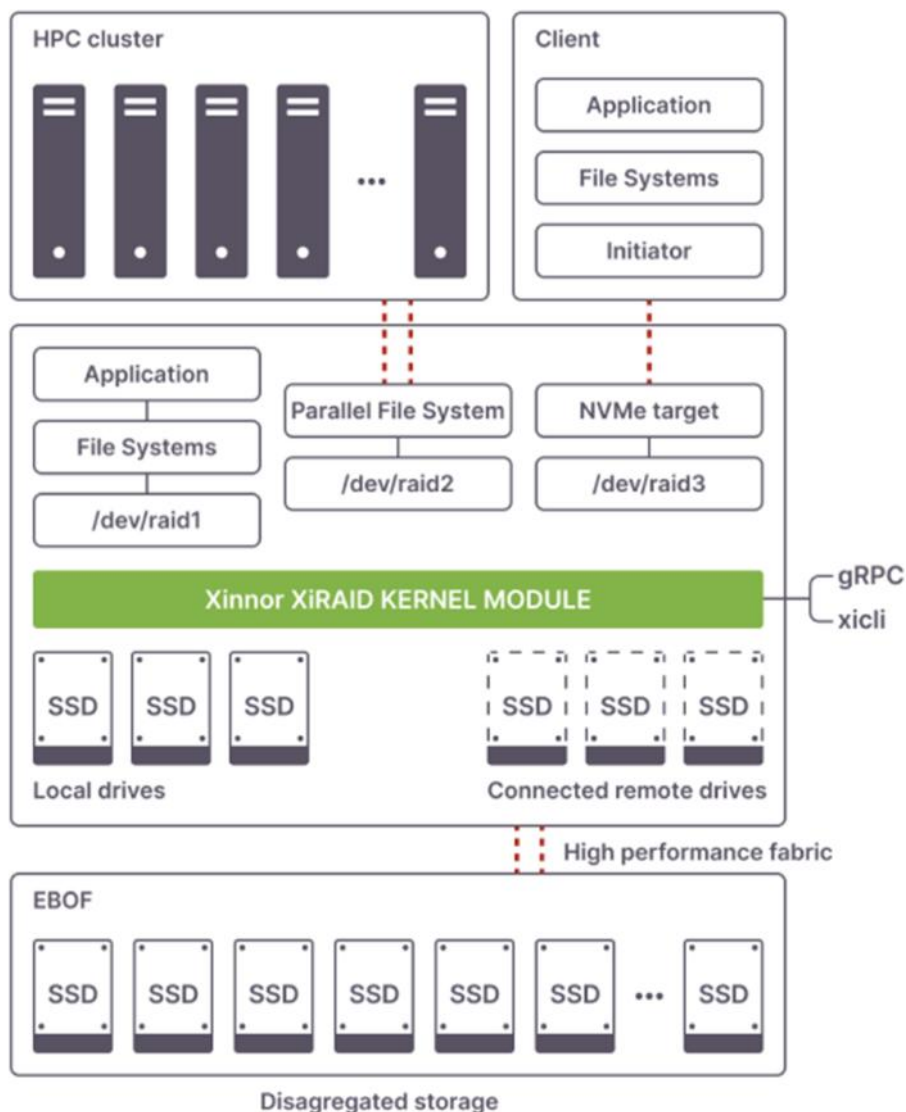 HPC cluster
...
Client
Application
File Systems
Initiator
Application
File Systems
/dev/raid1
Parallel File System
/dev/raid2
NVMe target
/dev/raid3
Xinnor XiRAID KERNEL MODULE
gRPC
xicli
SSD SSD SSD
Local drives
SSD SSD SSD
Connected remote drives
High performance fabric
EBOF
SSD SSD SSD SSD SSD SSD ... SSD
Disagregated storage